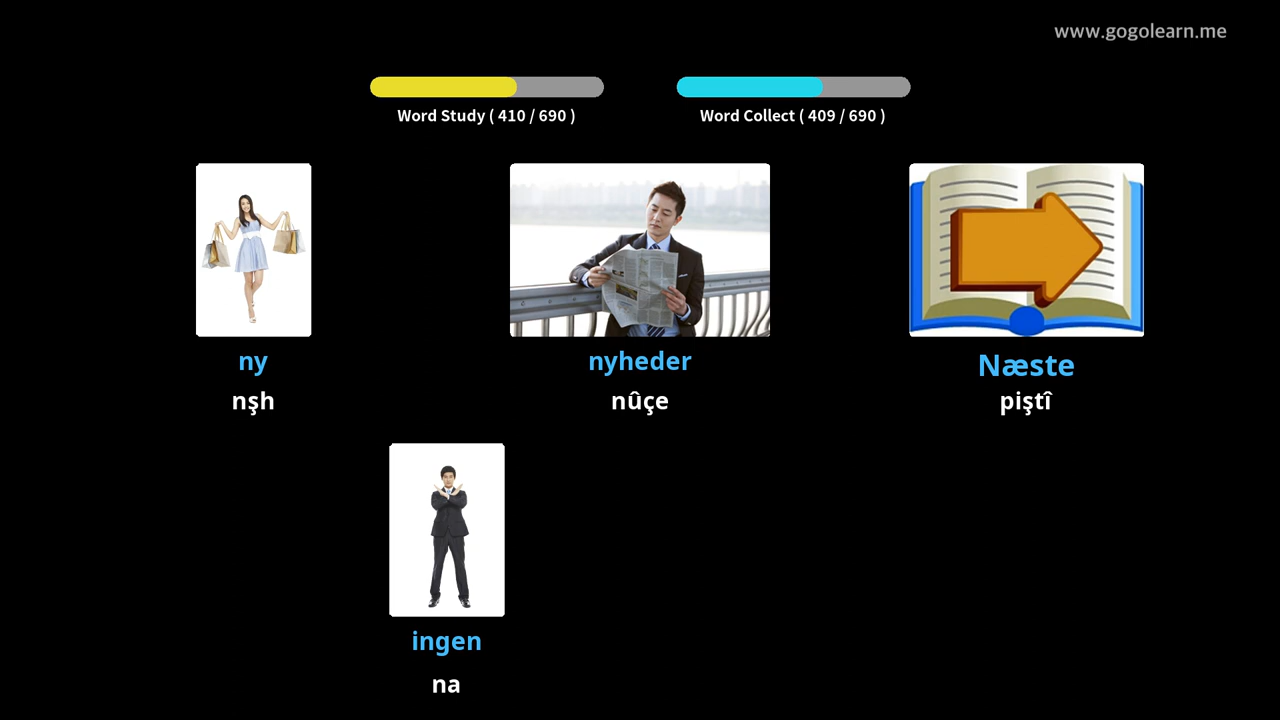 www.gogolearn.me
Word Study ( 410 / 690 )
Word Collect ( 409 / 690 )
ny
nyheder
Næste
nşh
nûçe
piştî
ingen
na